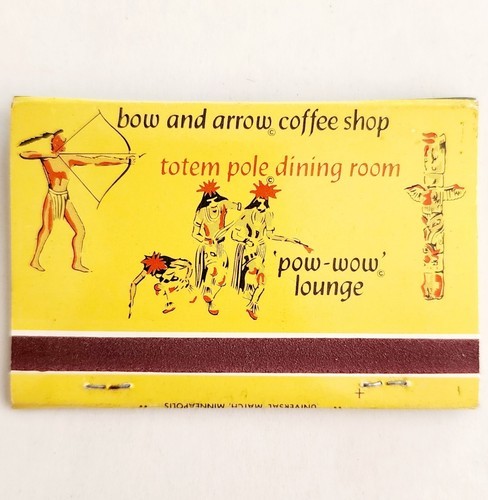 bow and arrow© coffee shop
totem pole© dining room
'pow-wow'©
lounge
UNIVERSAL MATCH, MINNEAPOLIS